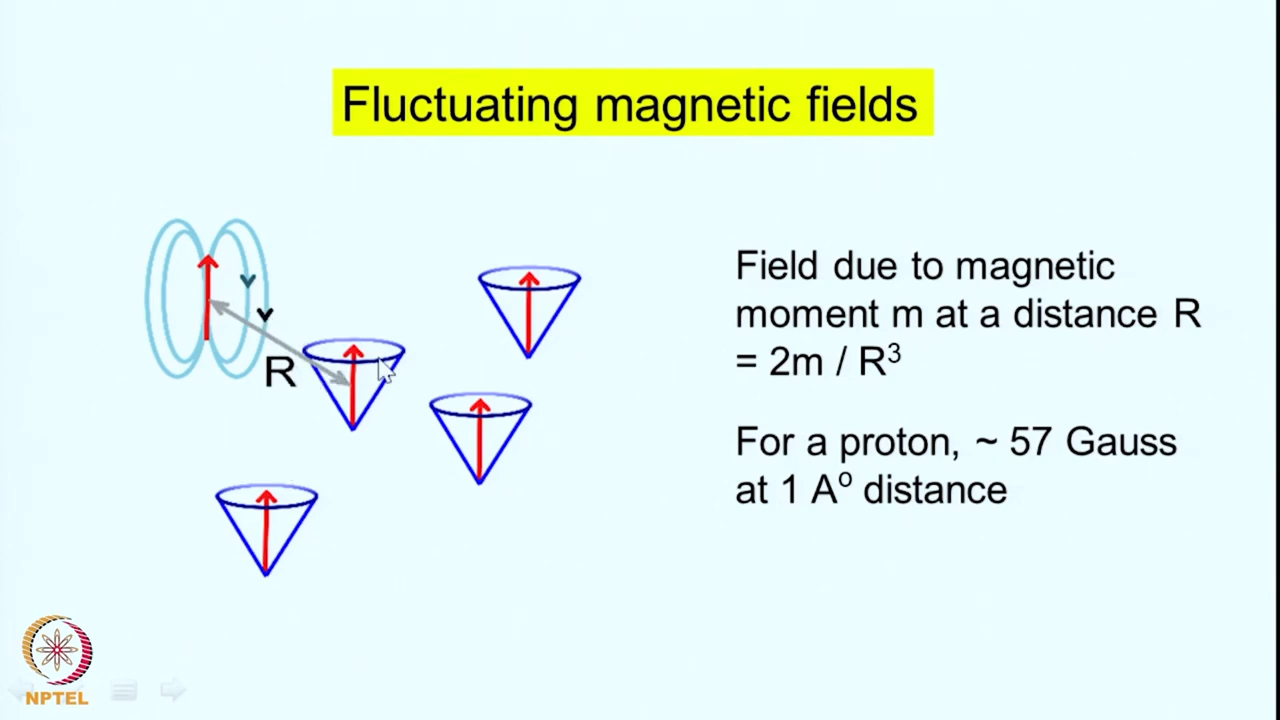 Fluctuating magnetic fields
R
Field due to magnetic
moment m at a distance R
= 2m / R³
For a proton, ~ 57 Gauss
at 1 Aº distance
NPTEL